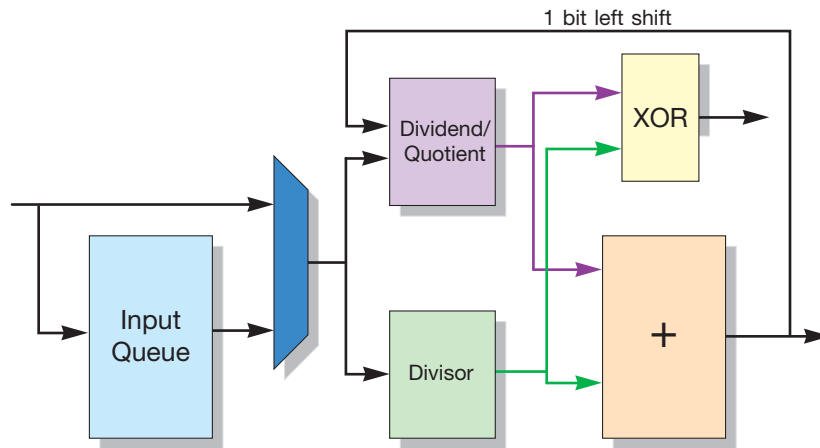 1 bit left shift
Dividend/
Quotient
XOR
Input
Queue
+
Divisor